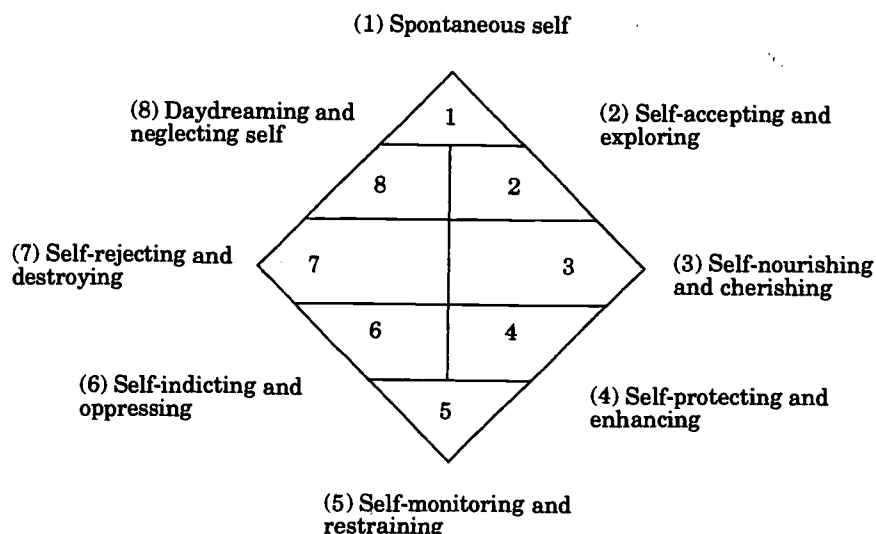 (1) Spontaneous self
(8) Daydreaming and
neglecting self
(2) Self-accepting and
exploring
1
8
2
(7) Self-rejecting and
destroying
7
3
(3) Self-nourishing
and cherishing
6
4
(6) Self-indicting and
oppressing
(4) Self-protecting and
enhancing
5
(5) Self-monitoring and
restraining